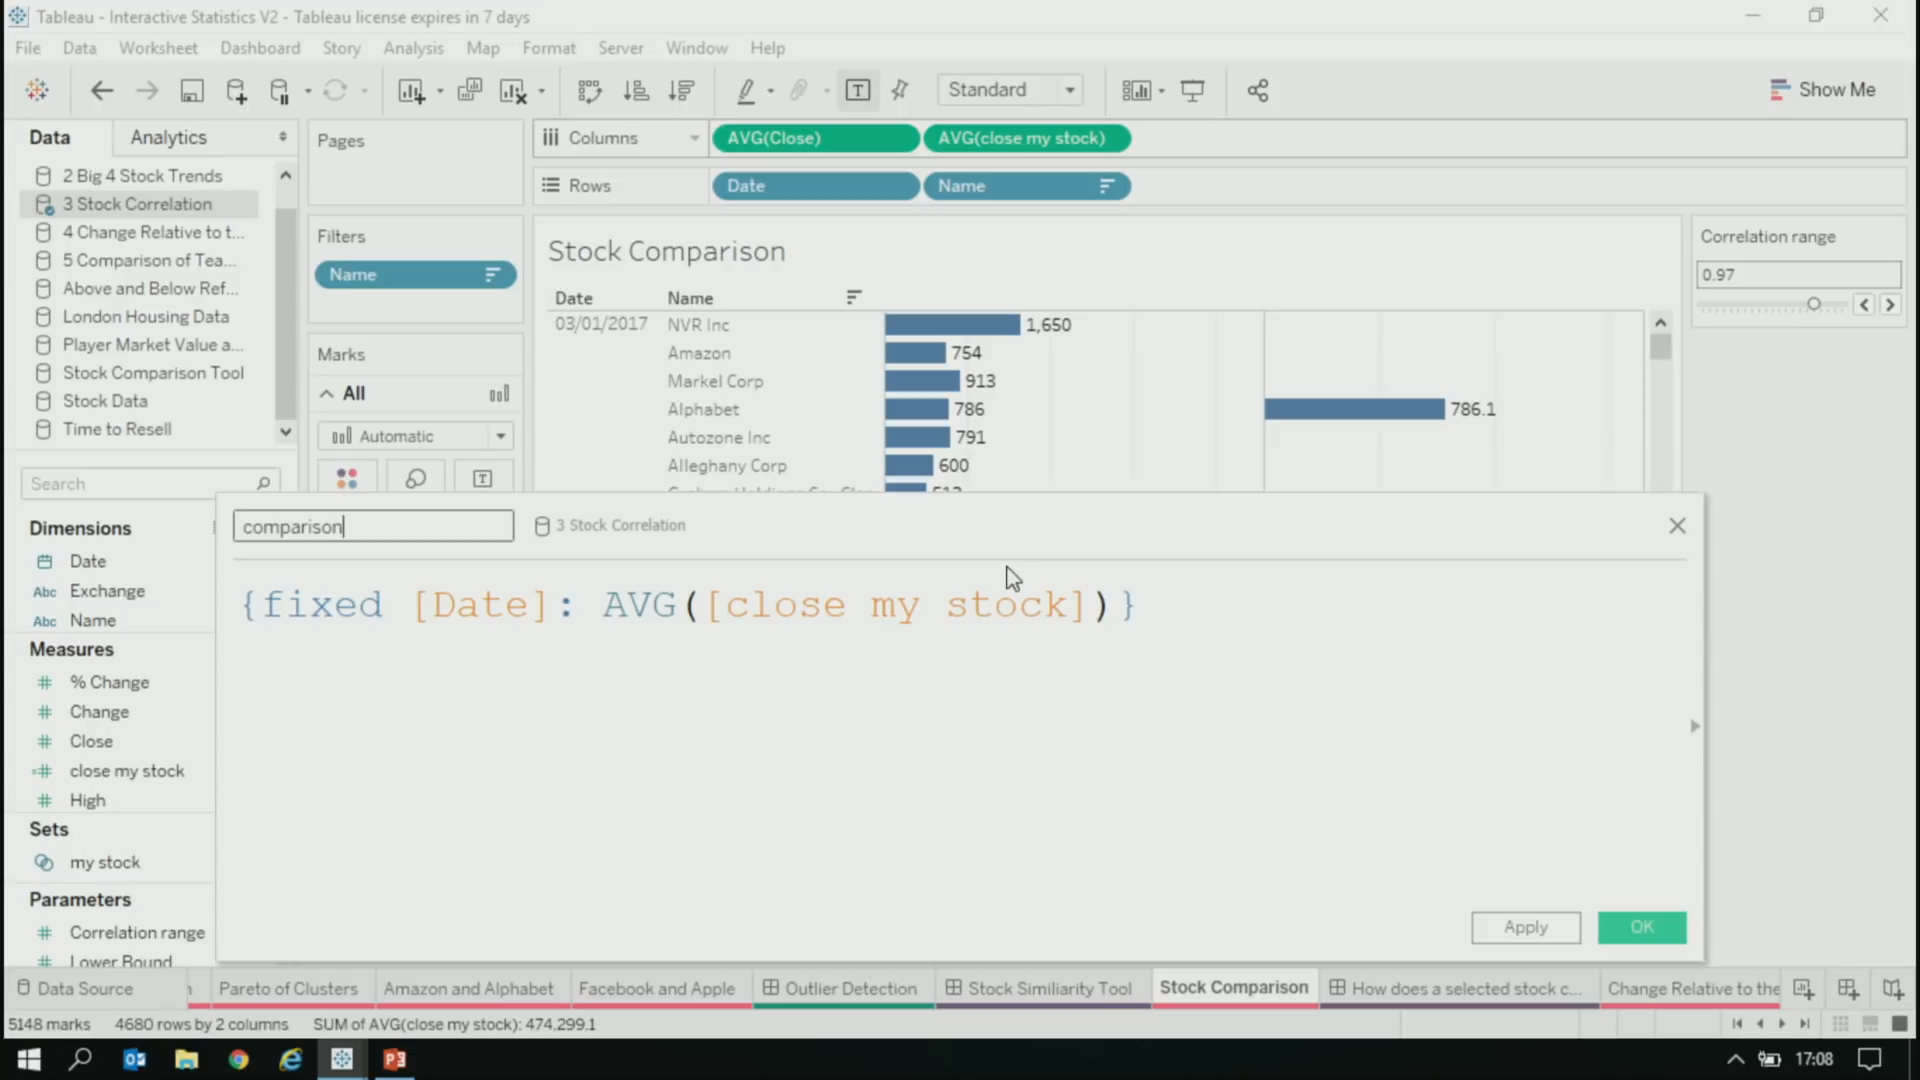 Tableau - Interactive Statistics V2 - Tableau license expires in 7 days
File Data Worksheet Dashboard Story Analysis Map Format Server Window Help
Standard
Show Me
Data
Analytics
2 Big 4 Stock Trends
3 Stock Correlation
4 Change Relative to t...
5 Comparison of Tea...
Above and Below Ref...
London Housing Data
Player Market Value a...
Stock Comparison Tool
Stock Data
Time to Resell
Search
Dimensions
Date
Abc Exchange
Abc Name
Measures
% Change
Change
Close
close my stock
High
Sets
my stock
Parameters
Correlation range
Lower Bound
Pages
Filters
Name
Marks
All
Automatic
Columns
AVG(Close)
AVG(close my stock)
Rows
Date
Name
Stock Comparison
Date Name
03/01/2017 NVR Inc 1,650
Amazon 754
Markel Corp 913
Alphabet 786 786.1
Autozone Inc 791
Alleghany Corp 600
Correlation range
0.97
comparison
3 Stock Correlation
{fixed [Date]: AVG([close my stock])}
Apply
OK
Data Source
Pareto of Clusters
Amazon and Alphabet
Facebook and Apple
Outlier Detection
Stock Similiarity Tool
Stock Comparison
How does a selected stock c...
Change Relative to the
5148 marks 4680 rows by 2 columns SUM of AVG(close my stock): 474,299.1
17:08